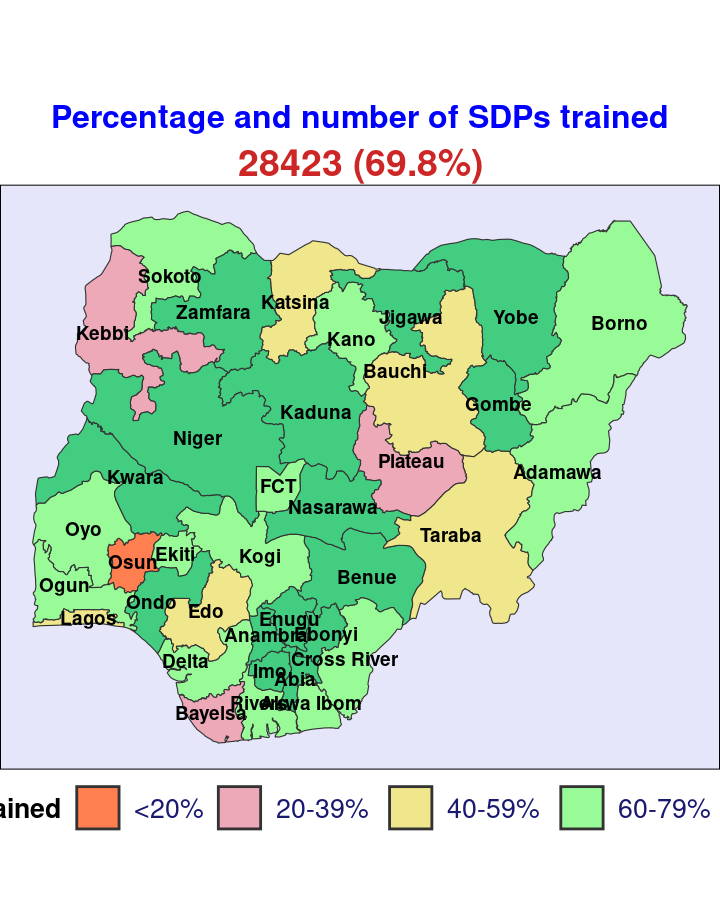 Percentage and number of SDPs trained
28423 (69.8%)
Sokoto
Katsina
Zamfara
Jigawa
Yobe
Borno
Kebbi
Kano
Bauchi
Gombe
Kaduna
Niger
Plateau
Adamawa
Kwara
FCT
Nasarawa
Oyo
Taraba
Osun
Ekiti
Kogi
Benue
Ogun
Ondo
Edo
Lagos
Enugu
Anambra
Ebonyi
Delta
Cross River
Imo
Abia
Rivers
Akwa Ibom
Bayelsa
ained <20% 20-39% 40-59% 60-79%